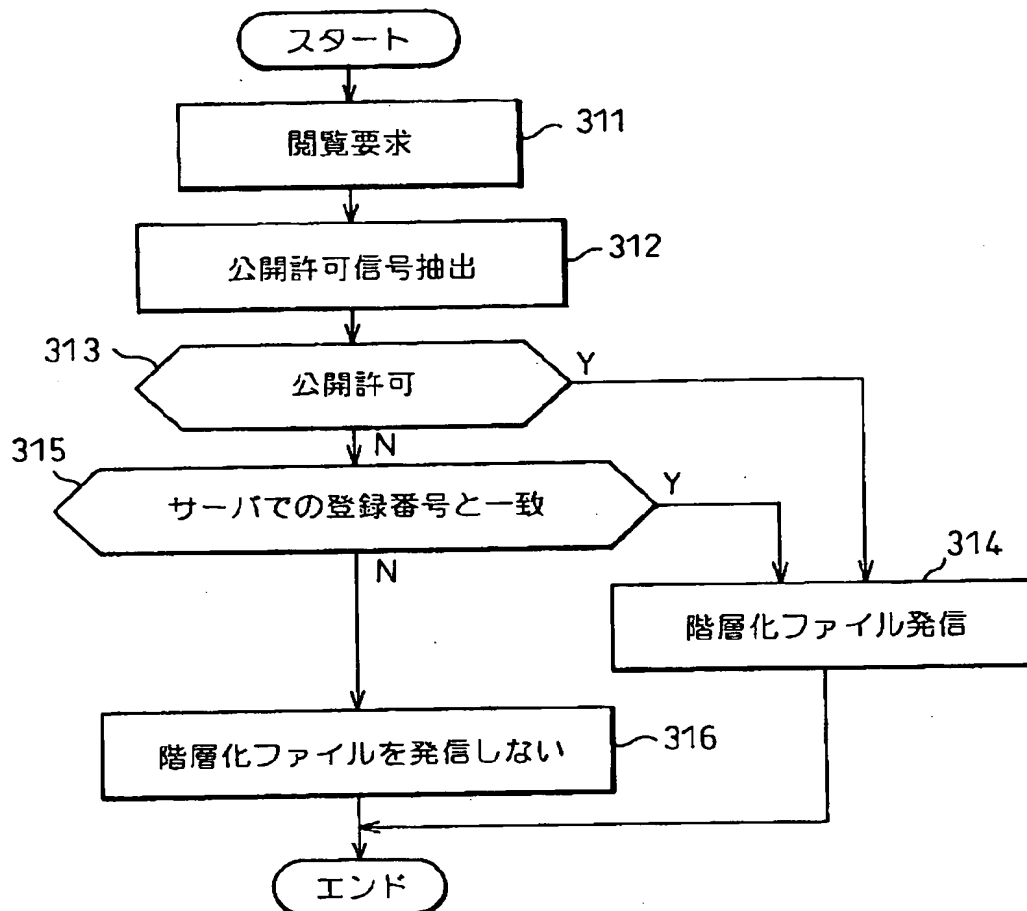 スタート
閲覧要求
311
公開許可信号抽出
312
313
公開許可
Y
N
315
サーバでの登録番号と一致
Y
N
314
階層化ファイル発信
階層化ファイルを発信しない
316
エンド